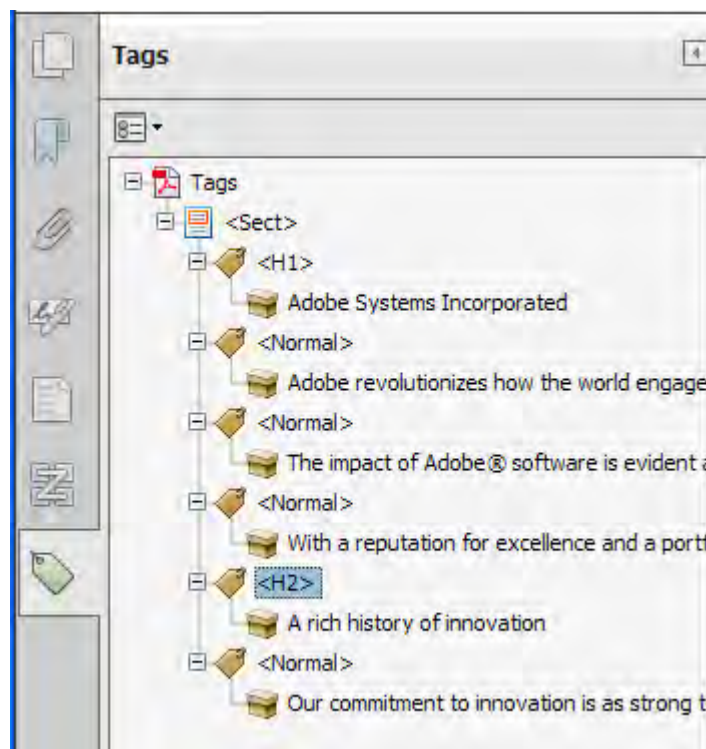 Tags
Tags
<Sect>
<H1>
Adobe Systems Incorporated
<Normal>
Adobe revolutionizes how the world engage
<Normal>
The impact of Adobe® software is evident a
<Normal>
With a reputation for excellence and a portf
<H2>
A rich history of innovation
<Normal>
Our commitment to innovation is as strong t